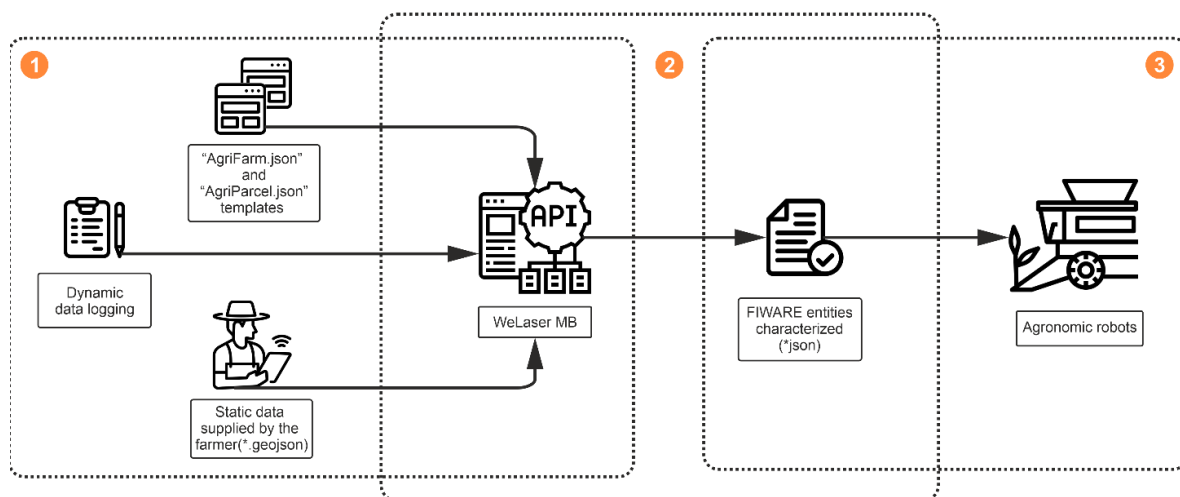 1
2
3
“AgriFarm.json”
and
“AgriParcel.json”
templates
API
Dynamic
data logging
WeLaser MB
FIWARE entities
characterized
(*json)
Agronomic robots
Static data
supplied by the
farmer(*.geojson)